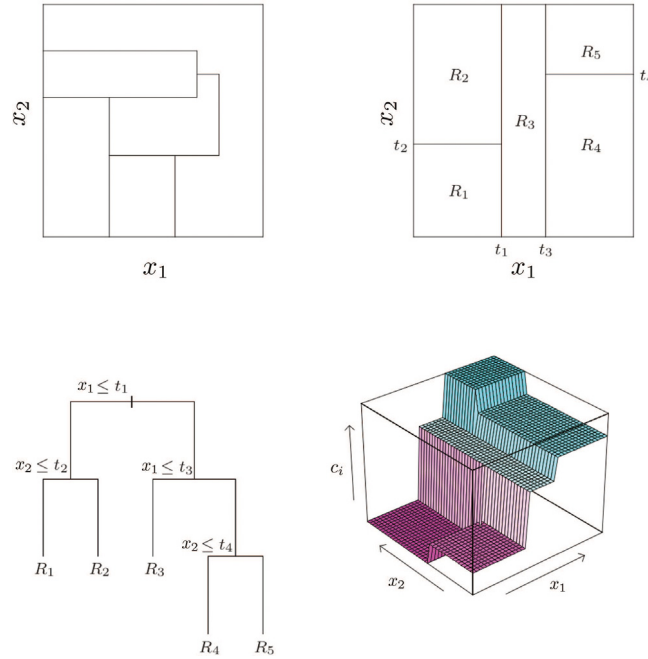 x₂
x₁
x₂
R₂
R₅
R₃
R₄
R₁
t₂
t₁
t₃
x₁
x₁ ≤ t₁
x₂ ≤ t₂
x₁ ≤ t₃
x₂ ≤ t₄
R₁
R₂
R₃
R₄
R₅
cᵢ
x₂
x₁